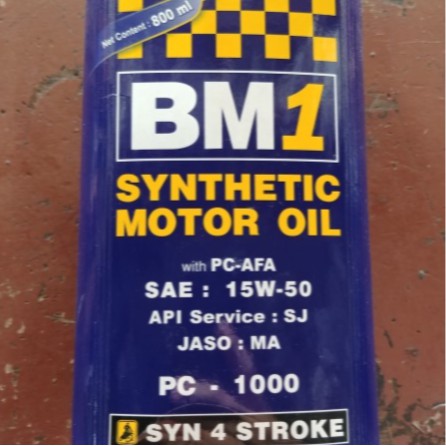 Net Content : 800 ml
BM1
SYNTHETIC
MOTOR OIL
with PC-AFA
SAE : 15W-50
API Service : SJ
JASO : MA
PC - 1000
SYN 4 STROKE